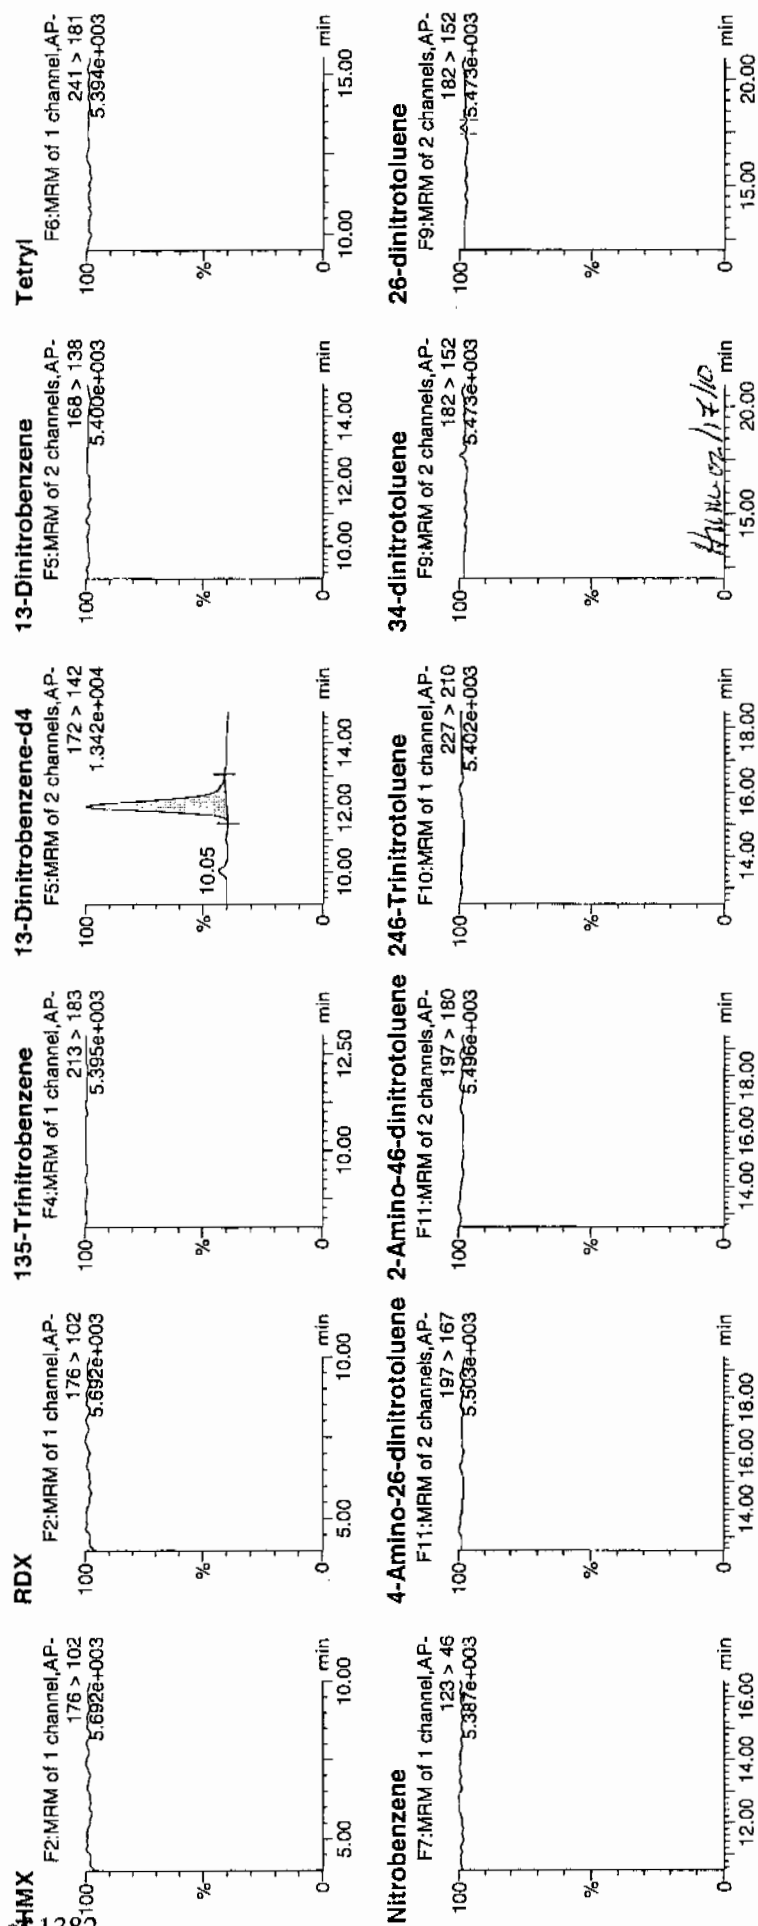 HMX
F2:MRM of 1 channel,AP-
176 > 102
5.692e+003
100
%
0
5.00
10.00
min
RDX
F2:MRM of 1 channel,AP-
176 > 102
5.692e+003
100
%
0
5.00
10.00
min
135-Trinitrobenzene
F4:MRM of 1 channel,AP-
213 > 183
5.395e+003
100
%
0
10.00
12.50
min
13-Dinitrobenzene-d4
F5:MRM of 2 channels,AP-
172 > 142
1.342e+004
100
%
10.05
0
10.00
12.00
14.00
min
13-Dinitrobenzene
F5:MRM of 2 channels,AP-
168 > 138
5.400e+003
100
%
0
10.00
12.00
14.00
min
Tetryl
F6:MRM of 1 channel,AP-
241 > 181
5.394e+003
100
%
0
10.00
15.00
min
Nitrobenzene
F7:MRM of 1 channel,AP-
123 > 46
5.387e+003
100
%
0
12.00
14.00
16.00
min
4-Amino-26-dinitrotoluene
F11:MRM of 2 channels,AP-
197 > 167
5.503e+003
100
%
0
14.00
16.00
18.00
min
2-Amino-46-dinitrotoluene
F11:MRM of 2 channels,AP-
197 > 180
5.496e+003
100
%
0
14.00
16.00
18.00
min
246-Trinitrotoluene
F10:MRM of 1 channel,AP-
227 > 210
5.402e+003
100
%
0
14.00
16.00
18.00
min
34-dinitrotoluene
F9:MRM of 2 channels,AP-
182 > 152
5.473e+003
100
%
0
15.00
20.00
min
26-dinitrotoluene
F9:MRM of 2 channels,AP-
182 > 152
5.473e+003
100
%
0
15.00
20.00
min